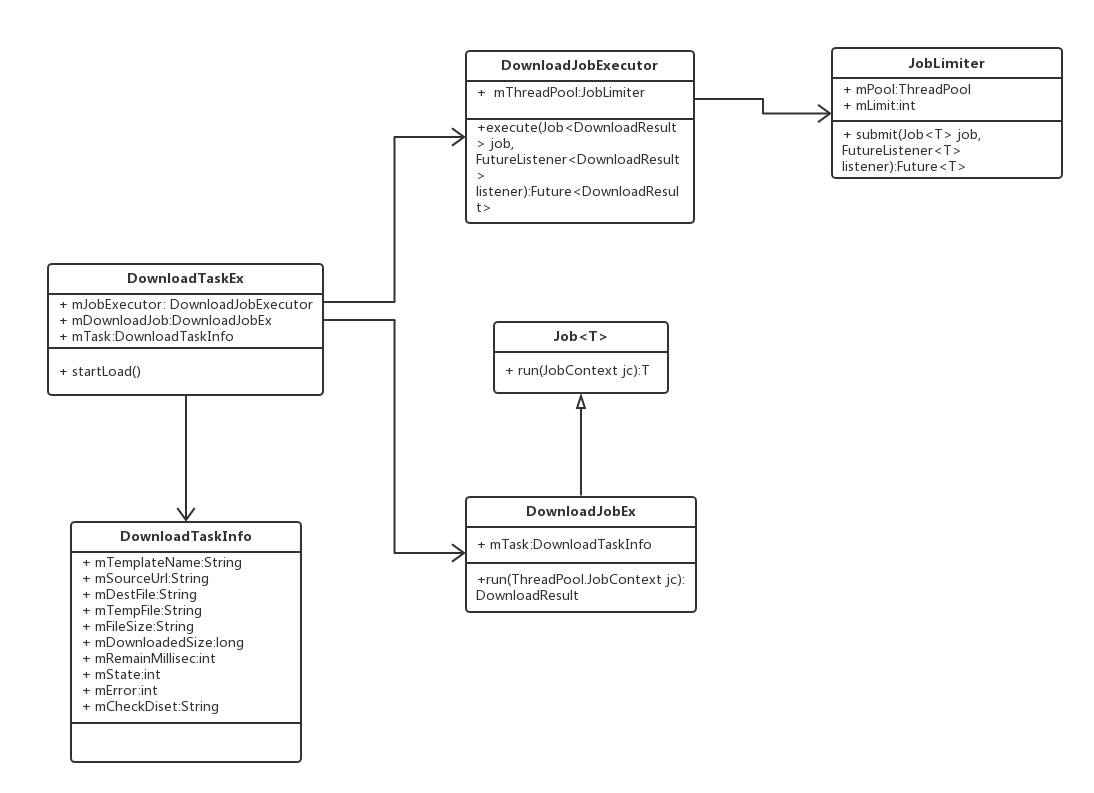 DownloadJobExecutor
+ mThreadPool:JobLimiter
+execute(Job<DownloadResult
> job,
FutureListener<DownloadResult
>
listener):Future<DownloadResul
t>
JobLimiter
+ mPool:ThreadPool
+ mLimit:int
+ submit(Job<T> job,
FutureListener<T>
listener):Future<T>
DownloadTaskEx
+ mJobExecutor: DownloadJobExecutor
+ mDownloadJob:DownloadJobEx
+ mTask:DownloadTaskInfo
+ startLoad()
Job<T>
+ run(JobContext jc):T
DownloadJobEx
+ mTask:DownloadTaskInfo
+run(ThreadPool.JobContext jc):
DownloadResult
DownloadTaskInfo
+ mTemplateName:String
+ mSourceUrl:String
+ mDestFile:String
+ mTempFile:String
+ mFileSize:String
+ mDownloadedSize:long
+ mRemainMillisec:int
+ mState:int
+ mError:int
+ mCheckDiset:String